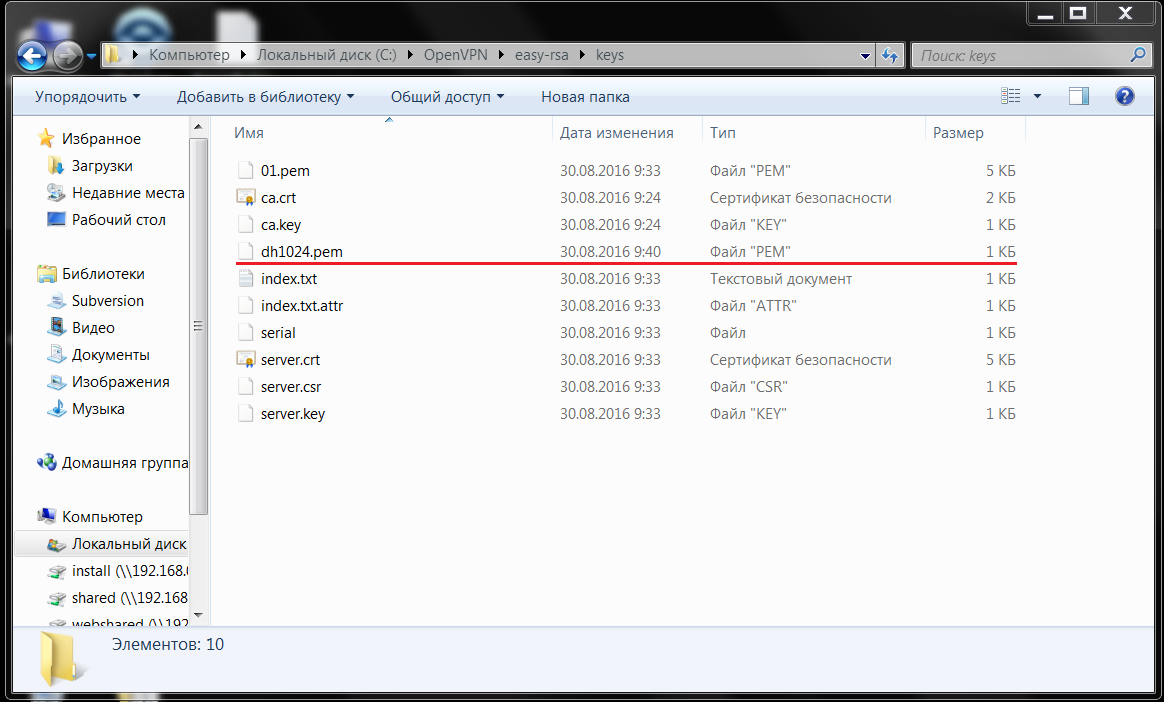 Компьютер Локальный диск (C:) OpenVPN easy-rsa keys Поиск: keys
Упорядочить Добавить в библиотеку Общий доступ Новая папка
Избранное
Загрузки
Недавние места
Рабочий стол
Библиотеки
Subversion
Видео
Документы
Изображения
Музыка
Домашняя группа
Компьютер
Локальный диск
install (\\192.168.
shared (\\192.168
webshared (\\192
Имя Дата изменения Тип Размер
01.pem 30.08.2016 9:33 Файл "PEM" 5 КБ
ca.crt 30.08.2016 9:24 Сертификат безопасности 2 КБ
ca.key 30.08.2016 9:24 Файл "KEY" 1 КБ
dh1024.pem 30.08.2016 9:40 Файл "PEM" 1 КБ
index.txt 30.08.2016 9:33 Текстовый документ 1 КБ
index.txt.attr 30.08.2016 9:33 Файл "ATTR" 1 КБ
serial 30.08.2016 9:33 Файл 1 КБ
server.crt 30.08.2016 9:33 Сертификат безопасности 5 КБ
server.csr 30.08.2016 9:33 Файл "CSR" 1 КБ
server.key 30.08.2016 9:33 Файл "KEY" 1 КБ
Элементов: 10